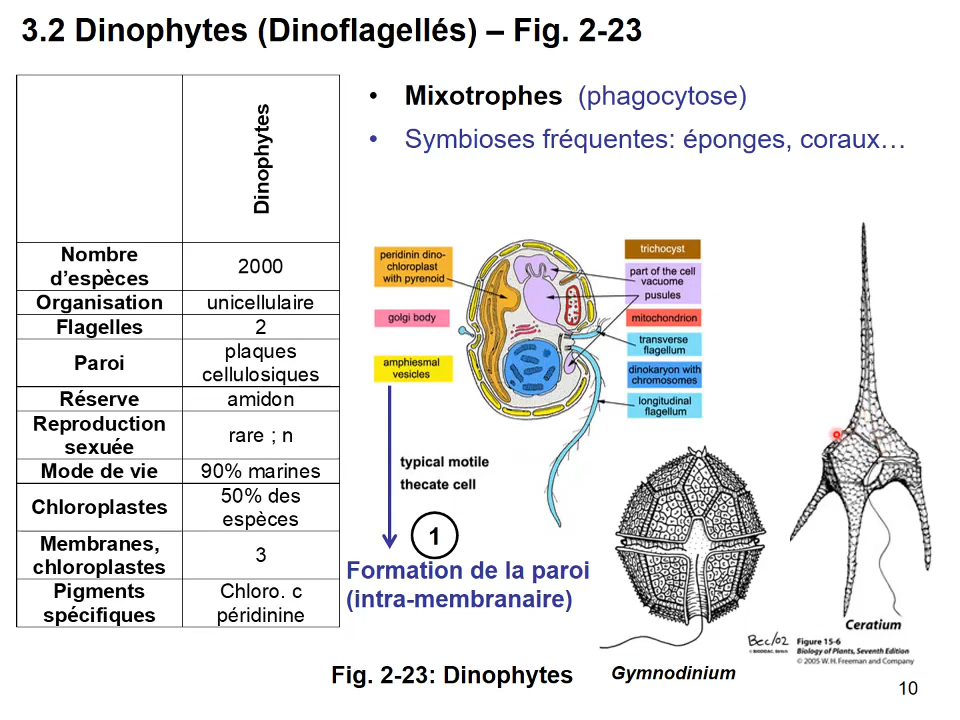 3.2 Dinophytes (Dinoflagellés) – Fig. 2-23
Dinophytes
Nombre
d’espèces
2000
Organisation
unicellulaire
Flagelles
2
Paroi
plaques
cellulosiques
Réserve
amidon
Reproduction
sexuée
rare ; n
Mode de vie
90% marines
Chloroplastes
50% des
espèces
Membranes,
chloroplastes
3
Pigments
spécifiques
Chloro. c
péridinine
• Mixotrophes (phagocytose)
• Symbioses fréquentes: éponges, coraux…
peridinin dino-
chloroplast
with pyrenoid
golgi body
amphiesmal
vesicles
trichocyst
part of the cell
vacuome
pusules
mitochondrion
transverse
flagellum
dinokaryon with
chromosomes
longitudinal
flagellum
typical motile
thecate cell
1
Formation de la paroi
(intra-membranaire)
Bec/02
Gymnodinium
Ceratium
Figure 15-6
Biology of Plants, Seventh Edition
© 2005 W. H. Freeman and Company
Fig. 2-23: Dinophytes
10